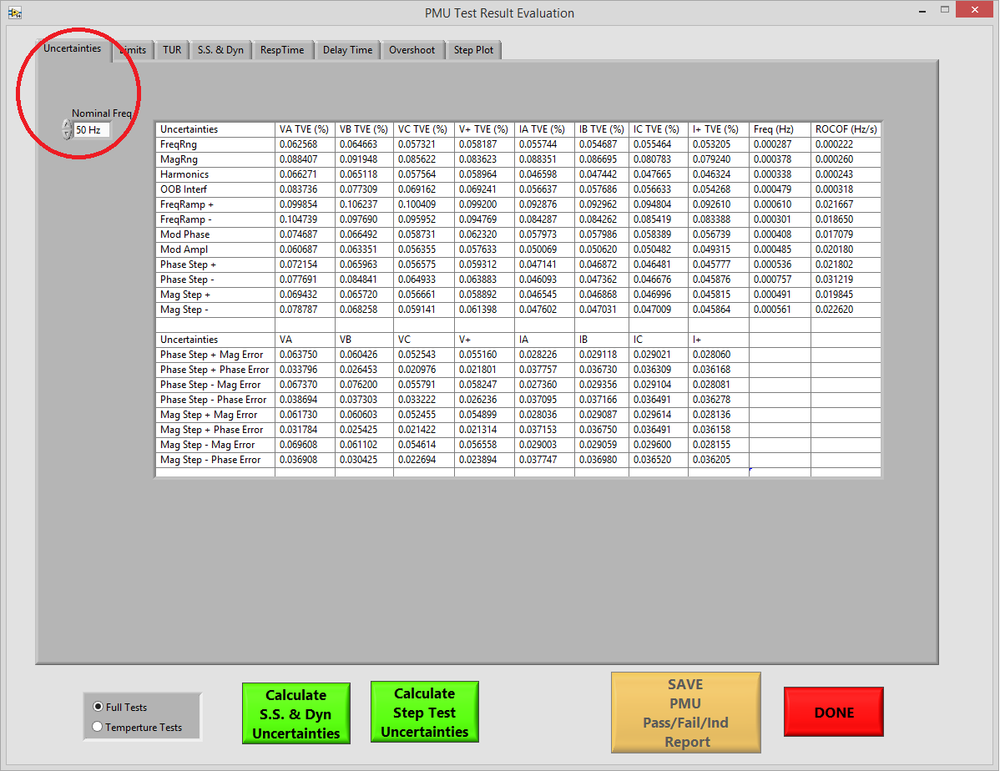 PMU Test Result Evaluation
Uncertainties Limits TUR S.S. & Dyn RespTime Delay Time Overshoot Step Plot
Nominal Freq
50 Hz
Uncertainties VA TVE (%) VB TVE (%) VC TVE (%) V+ TVE (%) IA TVE (%) IB TVE (%) IC TVE (%) I+ TVE (%) Freq (Hz) ROCOF (Hz/s)
FreqRng 0.062568 0.064663 0.057321 0.058187 0.055744 0.054687 0.055464 0.053205 0.000287 0.000222
MagRng 0.088407 0.091948 0.085622 0.083623 0.088351 0.086695 0.080783 0.079240 0.000378 0.000260
Harmonics 0.066271 0.065118 0.057564 0.058964 0.046598 0.047442 0.047665 0.046324 0.000338 0.000243
OOB Interf 0.083736 0.077309 0.069162 0.069241 0.056637 0.057686 0.056633 0.054268 0.000479 0.000318
FreqRamp + 0.099854 0.106237 0.100409 0.099200 0.092876 0.092962 0.094804 0.092610 0.000610 0.021667
FreqRamp - 0.104739 0.097690 0.095952 0.094769 0.084287 0.084262 0.085419 0.083388 0.000301 0.018650
Mod Phase 0.074687 0.066492 0.058731 0.062320 0.057973 0.057986 0.058389 0.056739 0.000408 0.017079
Mod Ampl 0.060687 0.063351 0.056355 0.057633 0.050069 0.050620 0.050482 0.049315 0.000485 0.020180
Phase Step + 0.072154 0.065963 0.056575 0.059312 0.047141 0.046872 0.046481 0.045777 0.000536 0.021802
Phase Step - 0.077691 0.084841 0.064933 0.063883 0.046093 0.047362 0.046676 0.045876 0.000757 0.031219
Mag Step + 0.069432 0.065720 0.056661 0.058892 0.046545 0.046868 0.046996 0.045815 0.000491 0.019845
Mag Step - 0.078787 0.068258 0.059141 0.061398 0.047602 0.047031 0.047009 0.045864 0.000561 0.022620
Uncertainties VA VB VC V+ IA IB IC I+
Phase Step + Mag Error 0.063750 0.060426 0.052543 0.055160 0.028226 0.029118 0.029021 0.028060
Phase Step + Phase Error 0.033796 0.026453 0.020976 0.021801 0.037757 0.036730 0.036309 0.036168
Phase Step - Mag Error 0.067370 0.076200 0.055791 0.058247 0.027360 0.029356 0.029104 0.028081
Phase Step - Phase Error 0.038694 0.037303 0.033222 0.026236 0.037095 0.037166 0.036491 0.036278
Mag Step + Mag Error 0.061730 0.060603 0.052455 0.054899 0.028036 0.029087 0.029614 0.028136
Mag Step + Phase Error 0.031784 0.025425 0.021422 0.021314 0.037153 0.036750 0.036491 0.036158
Mag Step - Mag Error 0.069608 0.061102 0.054614 0.056558 0.029003 0.029059 0.029600 0.028155
Mag Step - Phase Error 0.036908 0.030425 0.022694 0.023894 0.037747 0.036980 0.036520 0.036205
Full Tests
Temperture Tests
Calculate
S.S. & Dyn
Uncertainties
Calculate
Step Test
Uncertainties
SAVE
PMU
Pass/Fail/Ind
Report
DONE